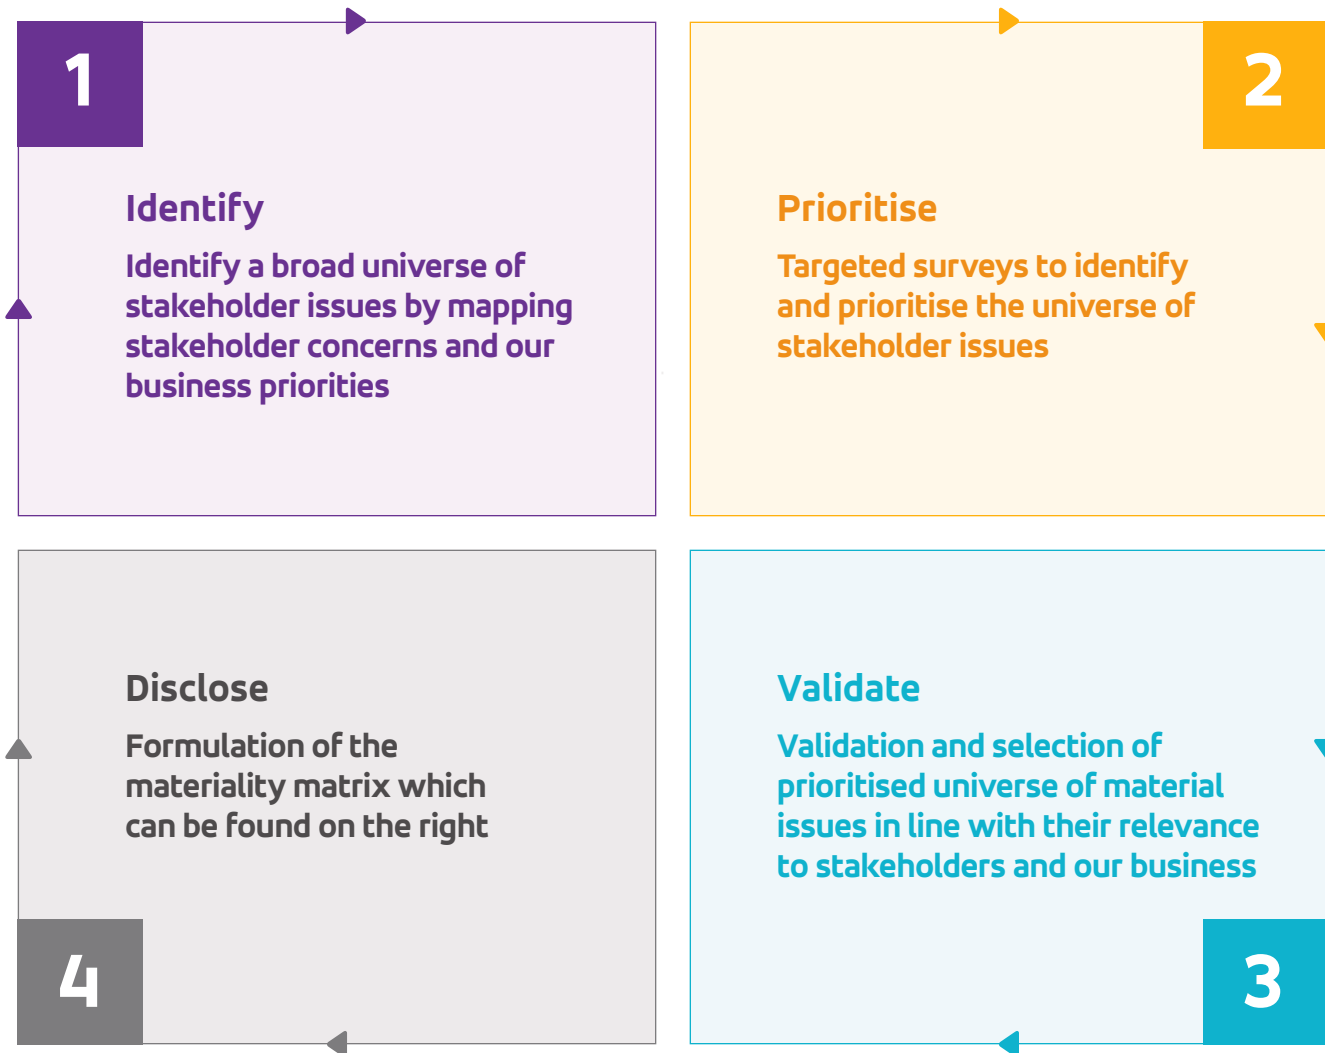 1
Identify
Identify a broad universe of
stakeholder issues by mapping
stakeholder concerns and our
business priorities
2
Prioritise
Targeted surveys to identify
and prioritise the universe of
stakeholder issues
3
Validate
Validation and selection of
prioritised universe of material
issues in line with their relevance
to stakeholders and our business
4
Disclose
Formulation of the
materiality matrix which
can be found on the right